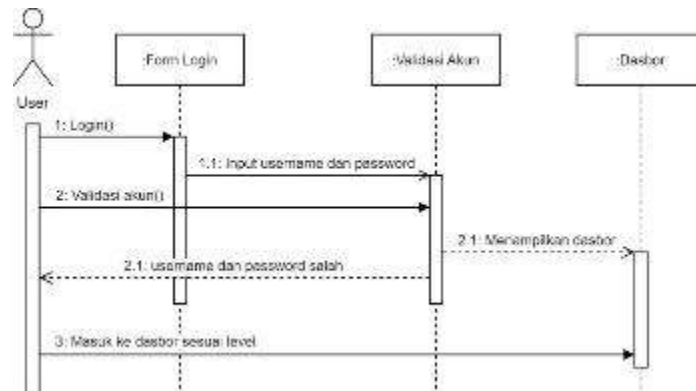 :Form Login
:Validasi Akun
:Dasbor
User
1: Login()
1.1: Input username dan password
2: Validasi akun()
2.1: Menampilkan dasbor
2.1: username dan password salah
3: Masuk ke dasbor sesuai level